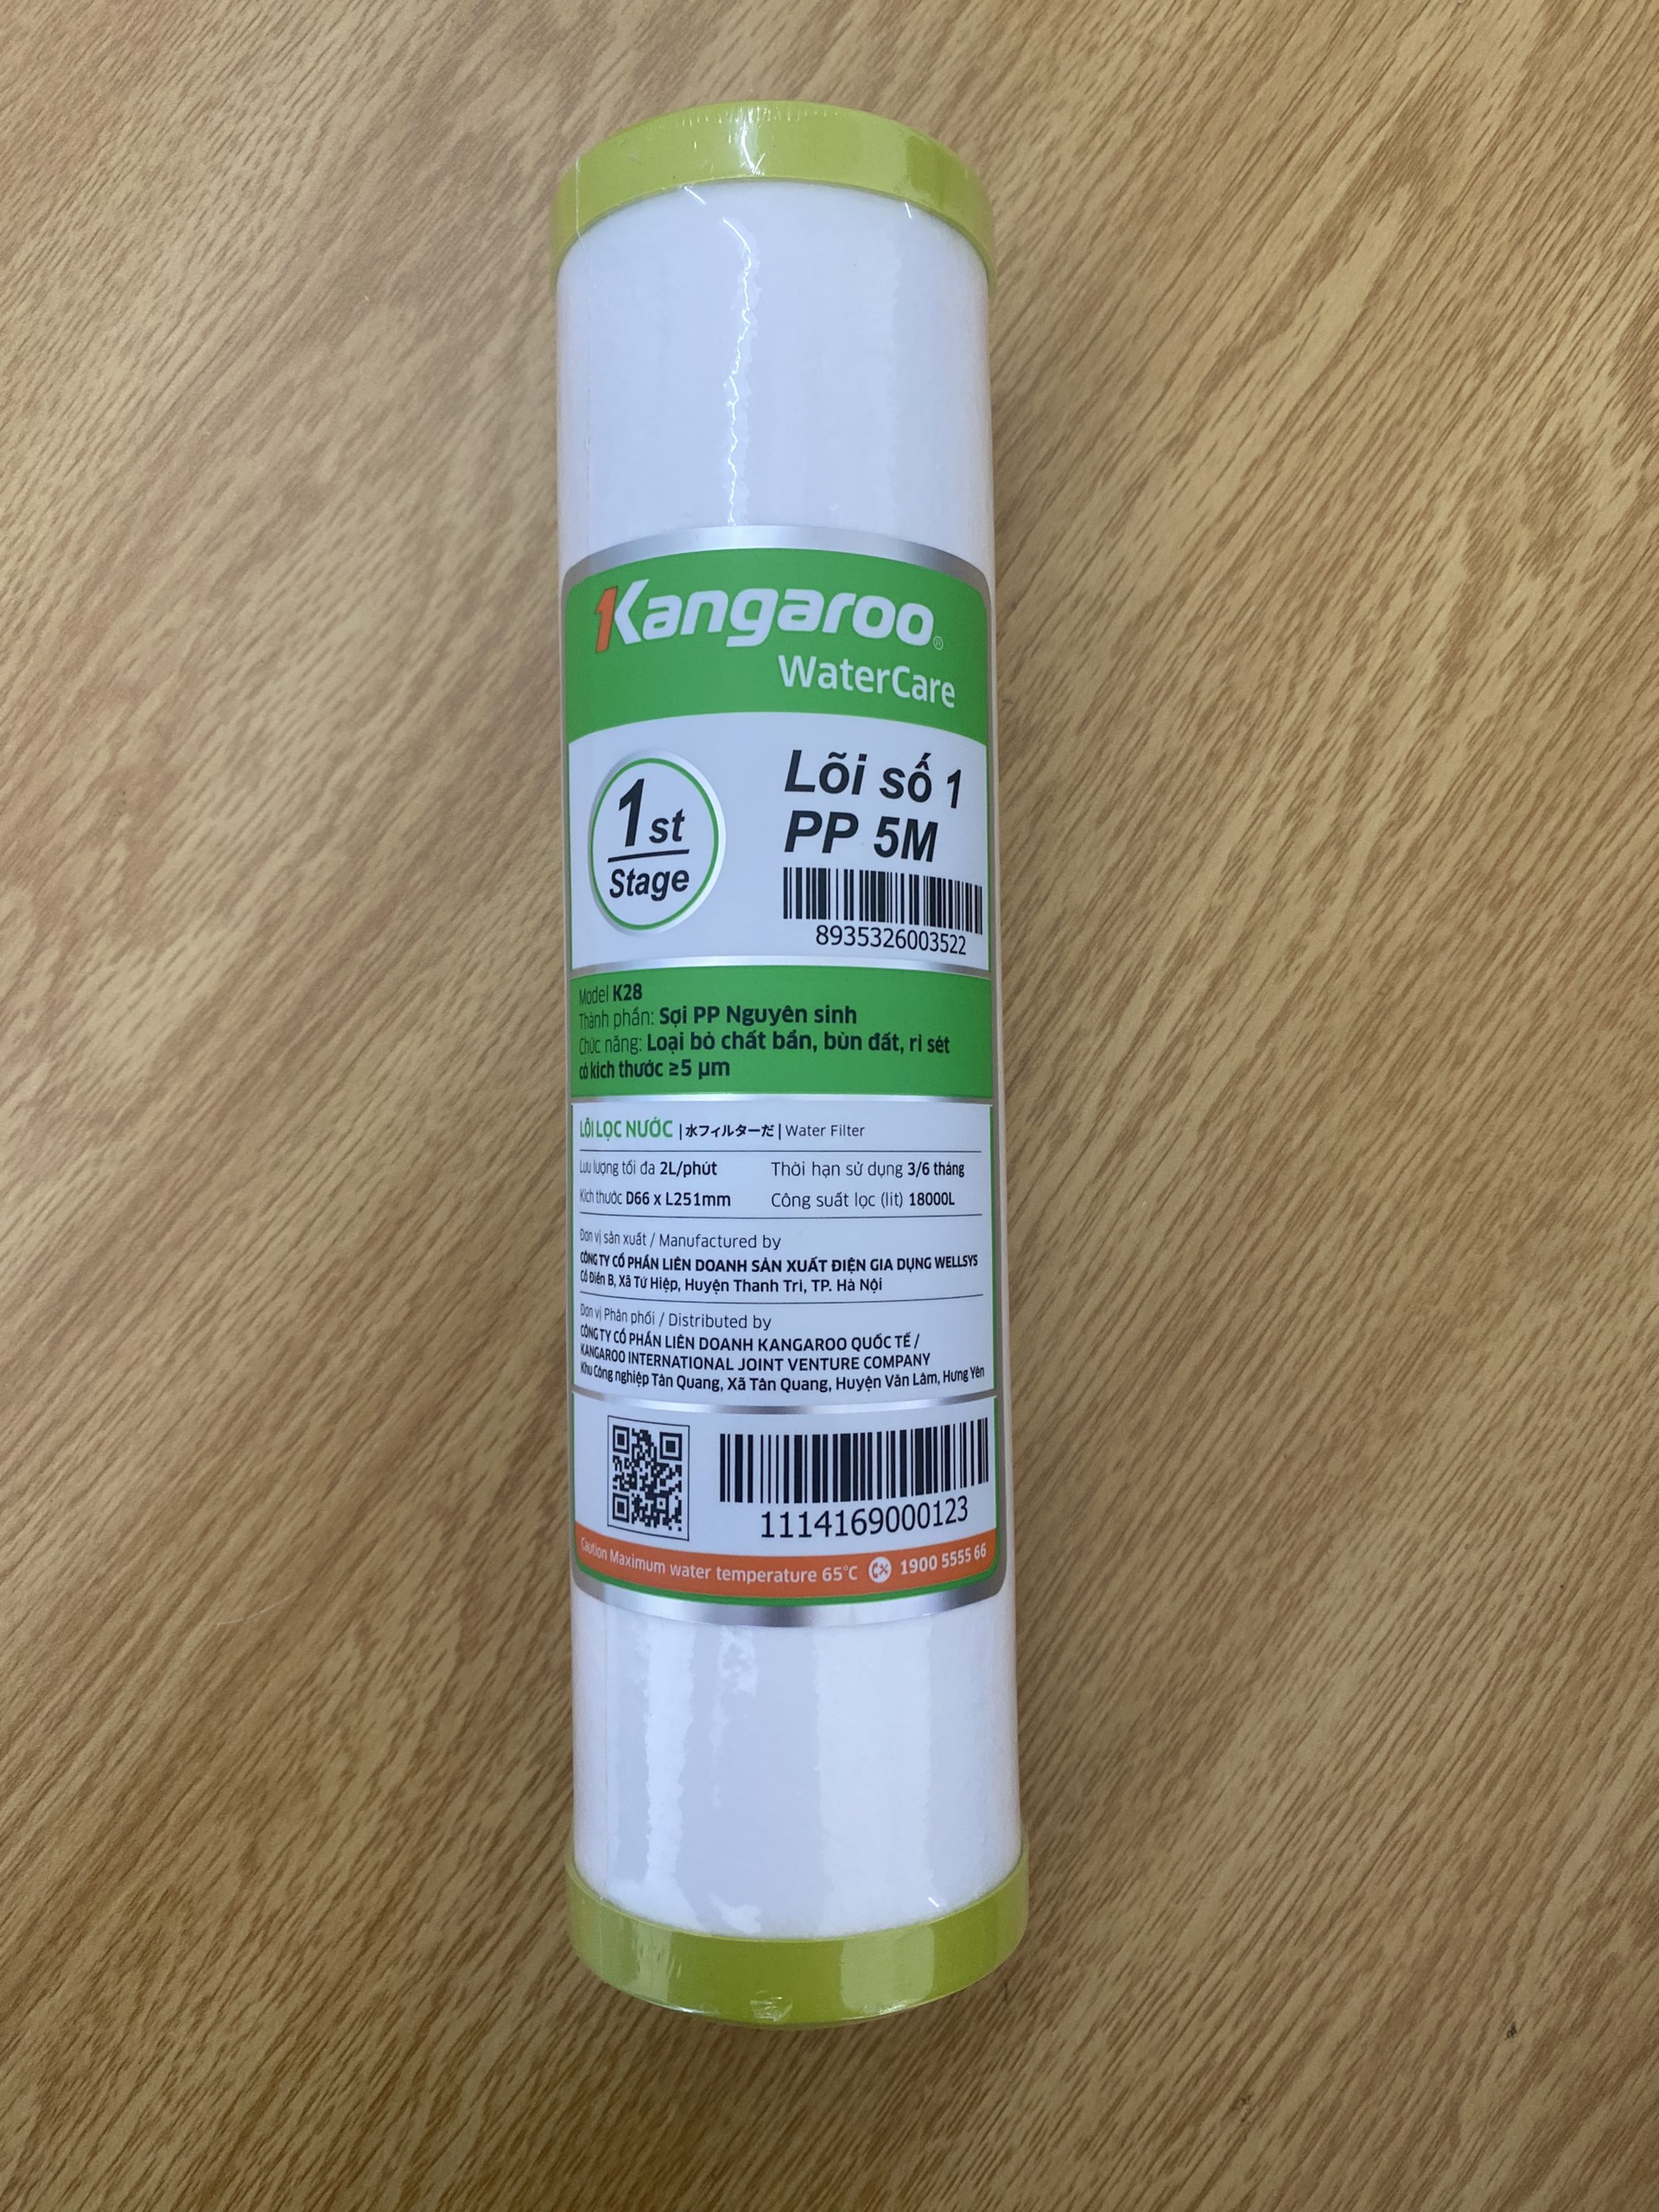 1Kangaroo®
WaterCare
1st
Stage
Lõi số 1
PP 5M
8935326003522
Model K28
Thành phần: Sợi PP Nguyên sinh
Chức năng: Loại bỏ chất bẩn, bùn đất, rỉ sét
có kích thước ≥5 µm
LÕI LỌC NƯỚC | 水フィルターだ | Water Filter
Lưu lượng tối đa 2L/phút
Thời hạn sử dụng 3/6 tháng
Kích thước D66 x L251mm
Công suất lọc (lit) 18000L
Đơn vị sản xuất / Manufactured by
CÔNG TY CỔ PHẦN LIÊN DOANH SẢN XUẤT ĐIỆN GIA DỤNG WELLSYS
Cổ Điển B, Xã Tứ Hiệp, Huyện Thanh Trì, TP. Hà Nội
Đơn vị Phân phối / Distributed by
CÔNG TY CỔ PHẦN LIÊN DOANH KANGAROO QUỐC TẾ /
KANGAROO INTERNATIONAL JOINT VENTURE COMPANY
Khu Công nghiệp Tân Quang, Xã Tân Quang, Huyện Văn Lâm, Hưng Yên
1114169000123
Caution Maximum water temperature 65°C
1900 5555 66